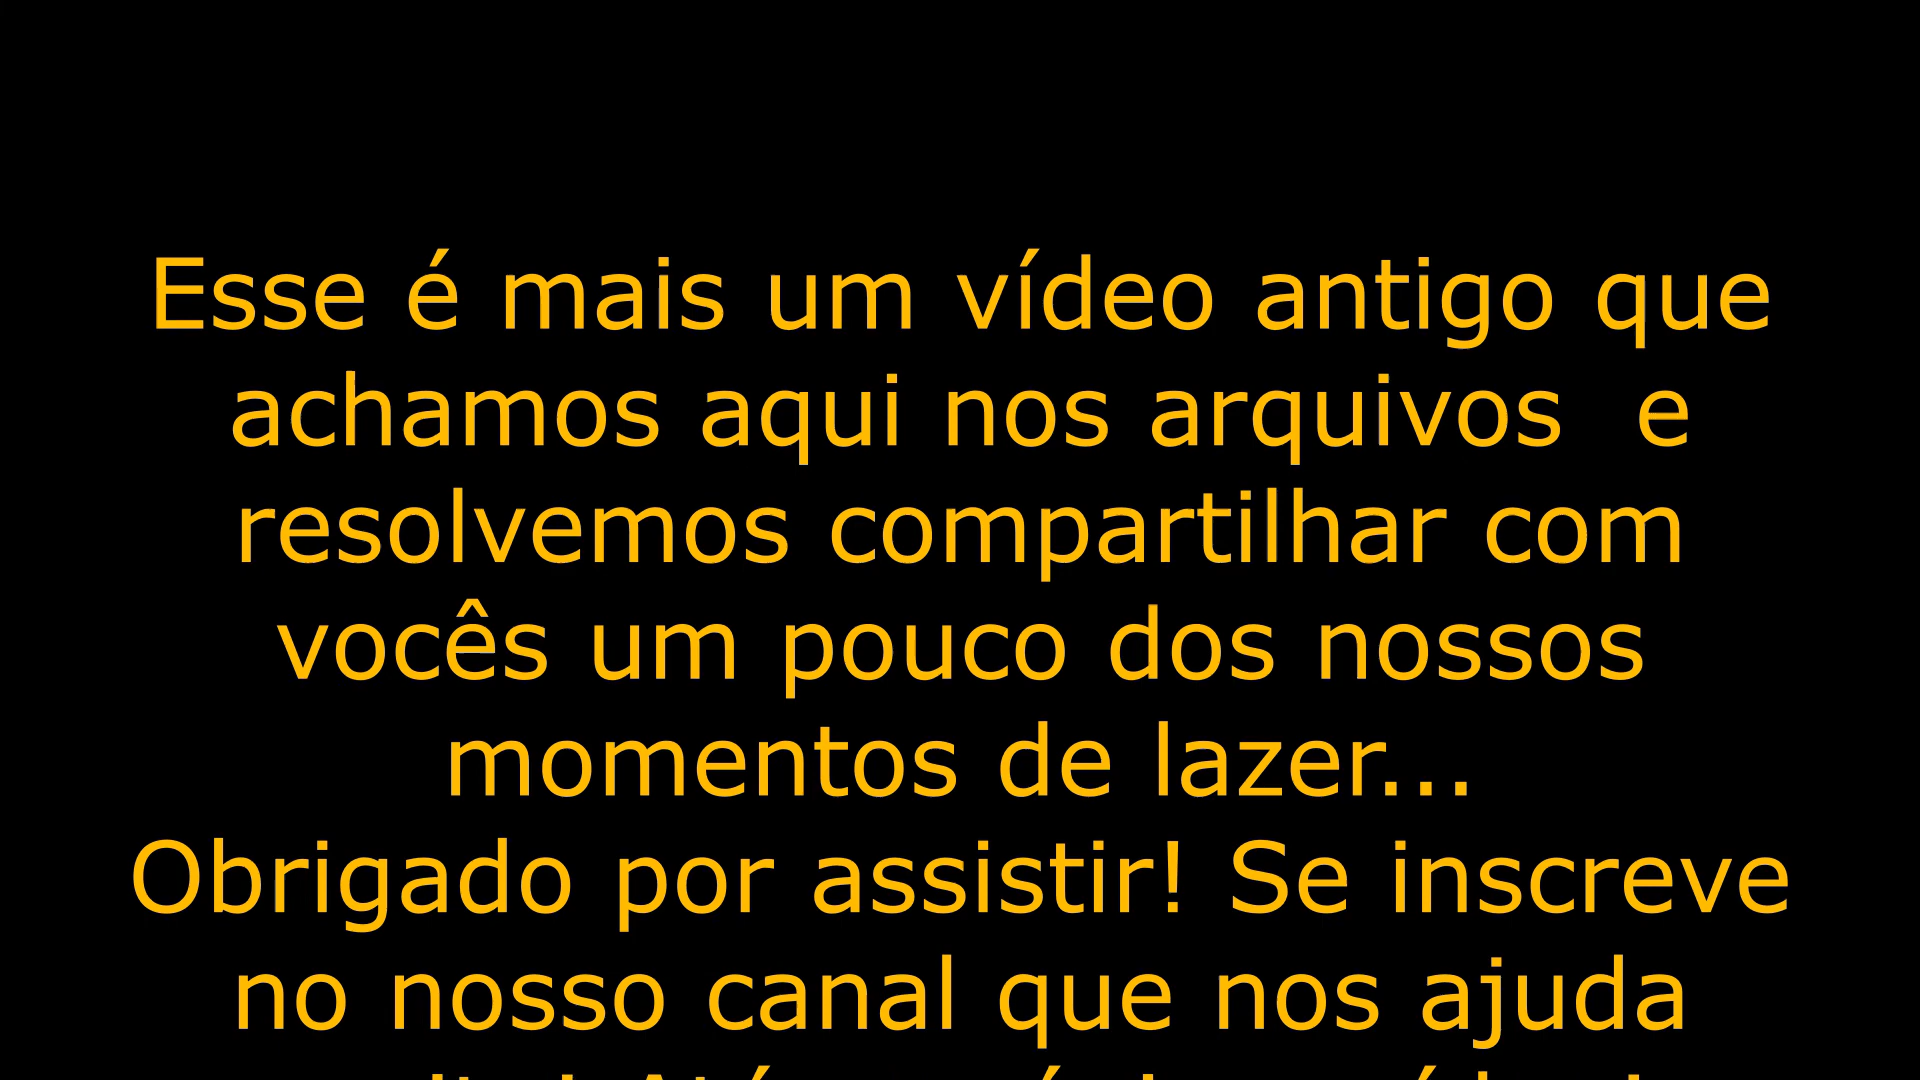 Esse é mais um vídeo antigo que
achamos aqui nos arquivos  e
resolvemos compartilhar com
vocês um pouco dos nossos
momentos de lazer...
Obrigado por assistir! Se inscreve
no nosso canal que nos ajuda